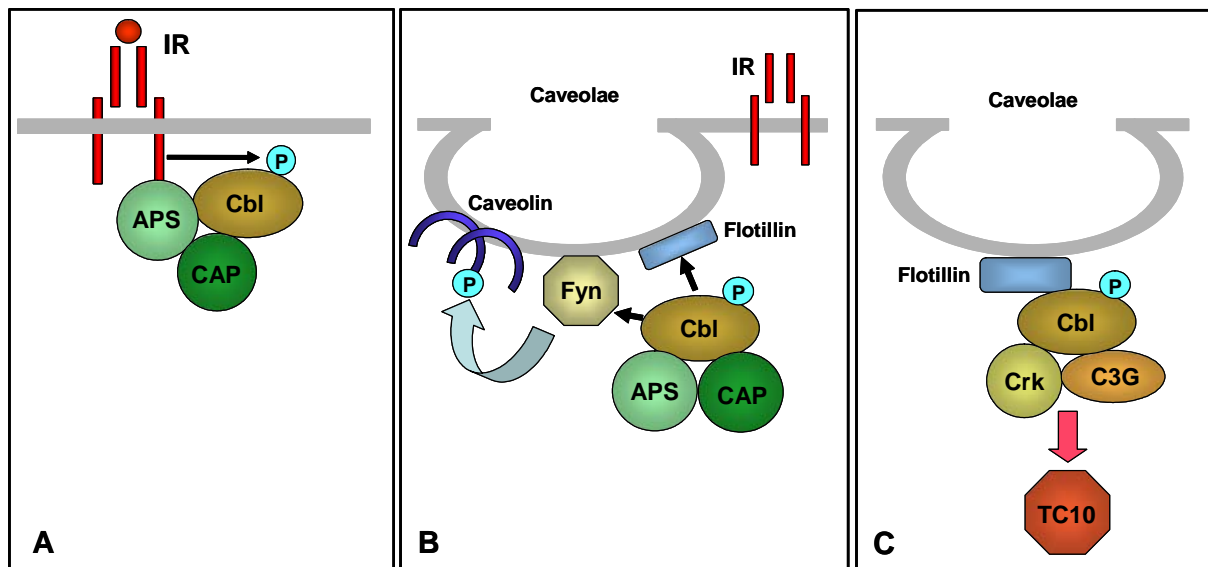 IR
P
Cbl
APS
CAP
A
IR
Caveolae
Caveolin
Flotillin
P
Fyn
P
Cbl
APS
CAP
B
Caveolae
Flotillin
P
Cbl
Crk
C3G
TC10
C